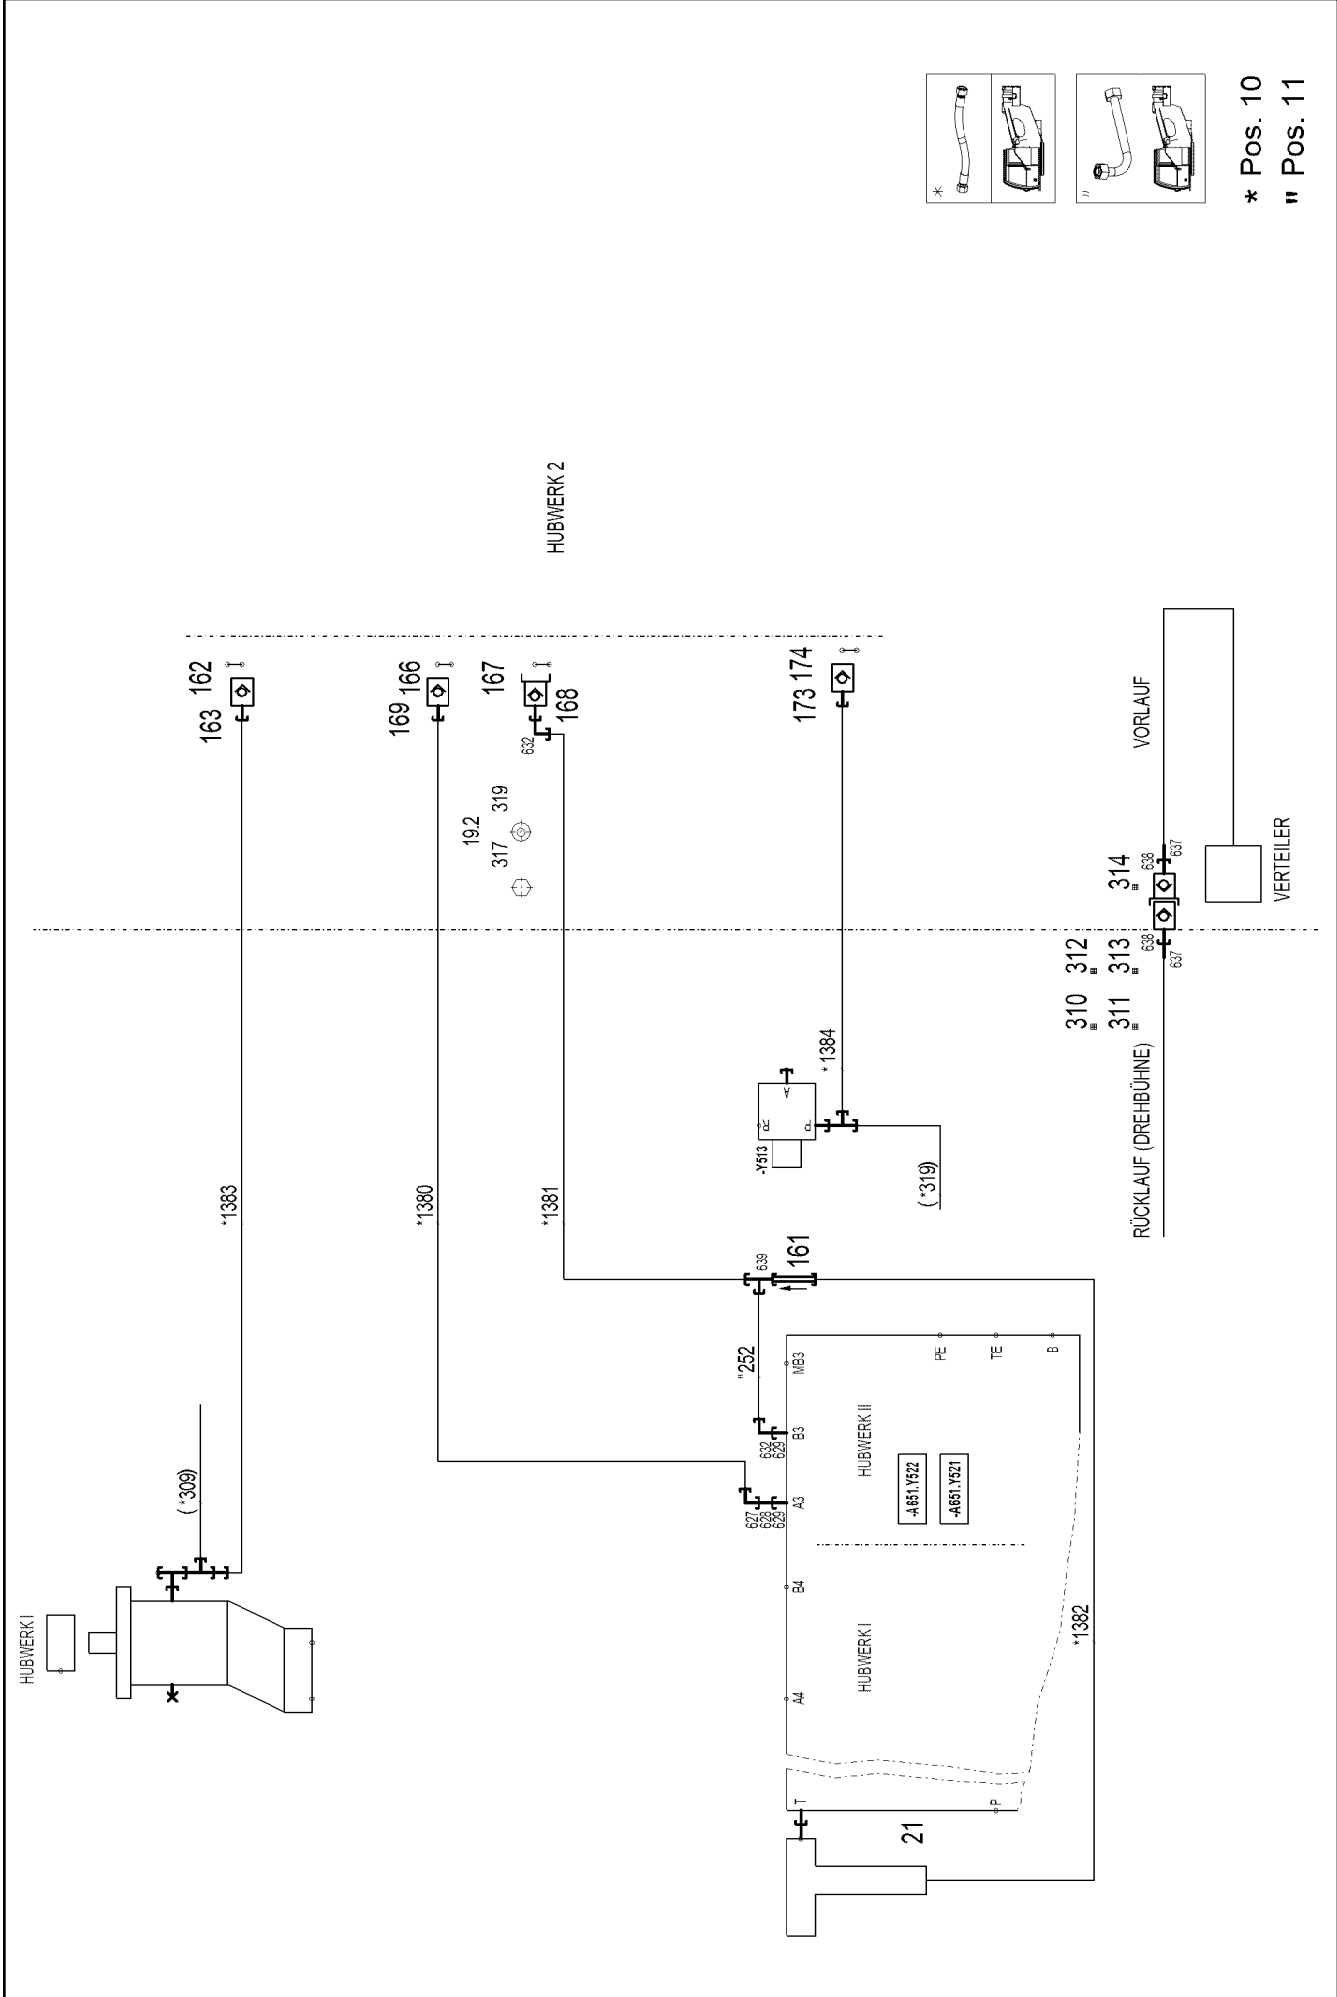 HUBWERK I
( *309)
*1383
163
162
*1380
169
166
*1381
632
167
168
HUBWERK 2
19.2
317
319
"252
639
161
627
628
629
632
629
T
A4
B4
A3
B3
MB3
HUBWERK I
HUBWERK II
-A651.Y522
-A651.Y521
P
PE
TE
B
21
*1382
-Y513
R
A
P
*1384
( *319)
173
174
310
312
311
313
314
RÜCKLAUF (DREHBÜHNE)
637
638
638
637
VORLAUF
VERTEILER
*
"
* Pos. 10
" Pos. 11